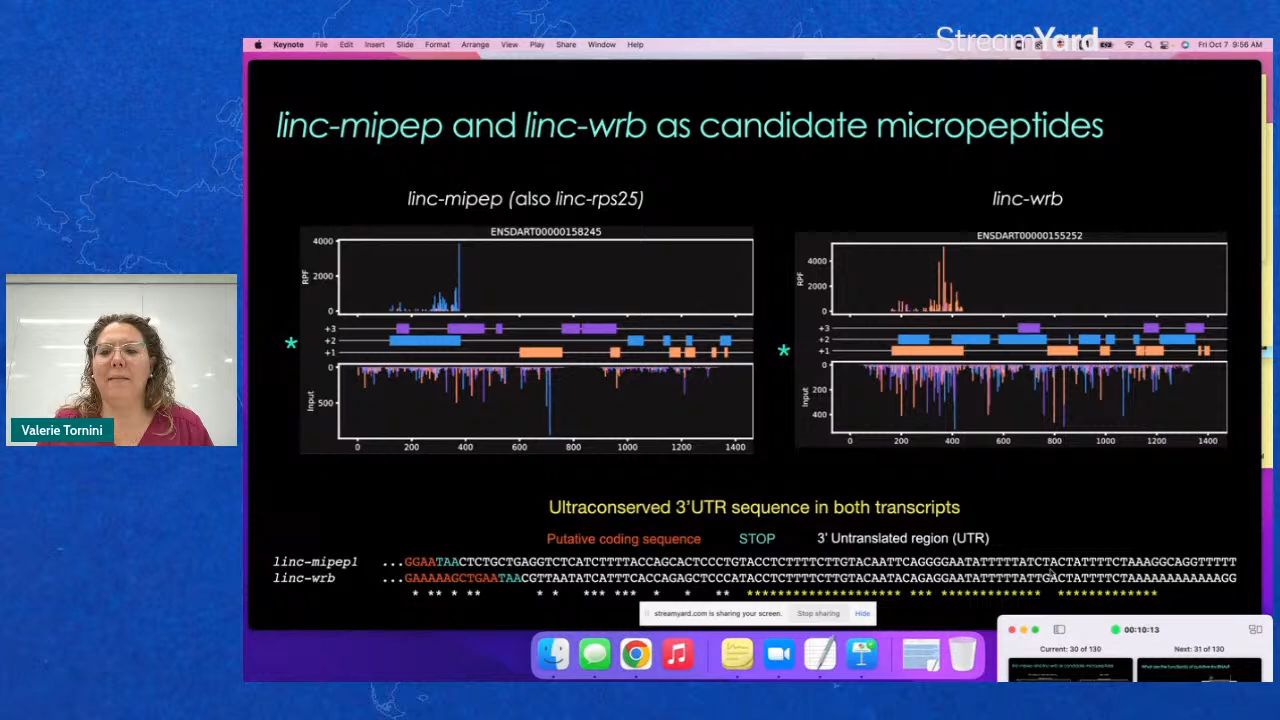 StreamYard
Keynote File Edit Insert Slide Format Arrange View Play Share Window Help
Fri Oct 7 9:56 AM
linc-mipep and linc-wrb as candidate micropeptides
linc-mipep (also linc-rps25)
linc-wrb
ENSDART00000158245
ENSDART00000155252
4000
2000
0
RPF
4000
2000
0
RPF
+3
+2
+1
*
+3
+2
+1
*
0
500
Input
0
200
400
Input
0 200 400 600 800 1000 1200 1400
0 200 400 600 800 1000 1200 1400
Valerie Tornini
Ultraconserved 3'UTR sequence in both transcripts
Putative coding sequence STOP 3' Untranslated region (UTR)
linc-mipep1 ...GGAATAACTCTGCTGAGGTCTCATCTTTTACCAGCACTCCCTGTACCTCTTTTCTTGTACAATTCAGGGGAATATTTTTATCTACTATTTTCTAAAGGCAGGTTTTT
linc-wrb ...GAAAAAGCTGAATAACGTTAATATCATTTCACCAGAGCTCCCATACCTCTTTTCTTGTACAATACAGAGGAATATTTTTATTGACTATTTTCTAAAAAAAAAAAAGG
streamyard.com is sharing your screen. Stop sharing Hide
00:10:13
Current: 30 of 130
Next: 31 of 130